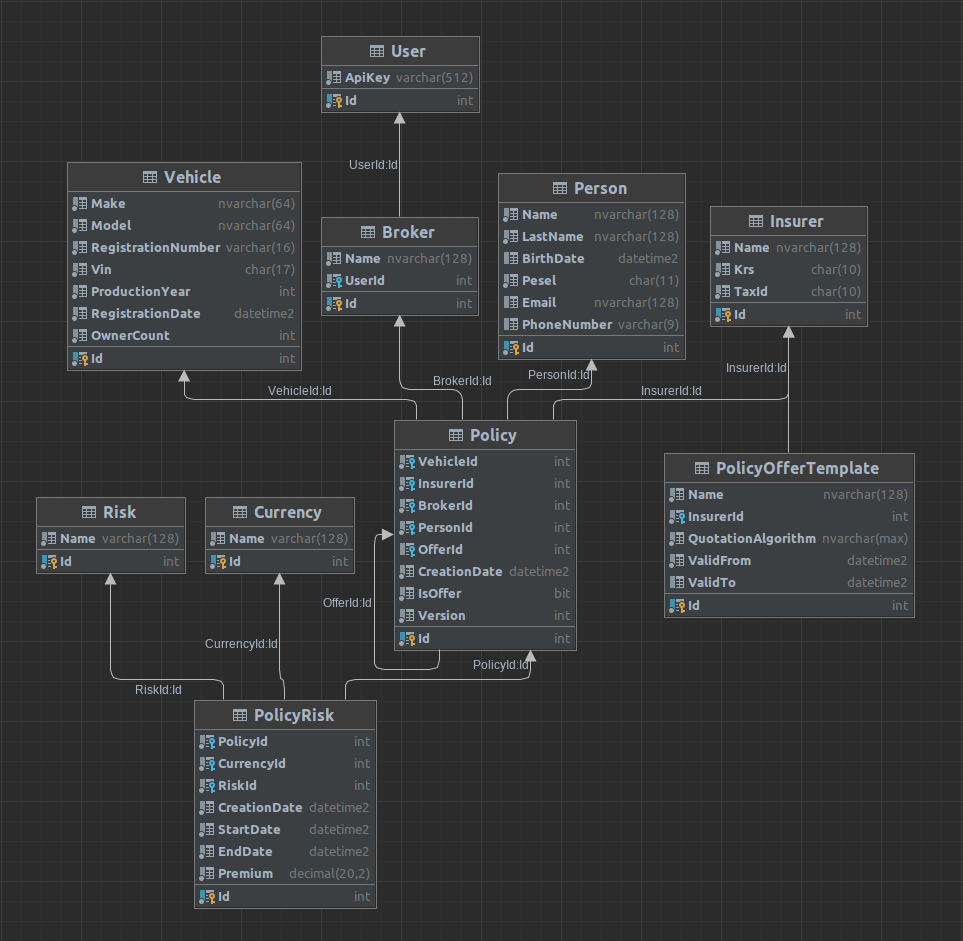 User
ApiKey varchar(512)
Id int
UserId:Id
Vehicle
Make nvarchar(64)
Model nvarchar(64)
RegistrationNumber varchar(16)
Vin char(17)
ProductionYear int
RegistrationDate datetime2
OwnerCount int
Id int
Broker
Name nvarchar(128)
UserId int
Id int
Person
Name nvarchar(128)
LastName nvarchar(128)
BirthDate datetime2
Pesel char(11)
Email nvarchar(128)
PhoneNumber varchar(9)
Id int
Insurer
Name nvarchar(128)
Krs char(10)
TaxId char(10)
Id int
VehicleId:Id
BrokerId:Id
PersonId:Id
InsurerId:Id
InsurerId:Id
Policy
VehicleId int
InsurerId int
BrokerId int
PersonId int
OfferId int
CreationDate datetime2
IsOffer bit
Version int
Id int
PolicyOfferTemplate
Name nvarchar(128)
InsurerId int
QuotationAlgorithm nvarchar(max)
ValidFrom datetime2
ValidTo datetime2
Id int
Risk
Name varchar(128)
Id int
Currency
Name varchar(128)
Id int
OfferId:Id
CurrencyId:Id
PolicyId:Id
RiskId:Id
PolicyRisk
PolicyId int
CurrencyId int
RiskId int
CreationDate datetime2
StartDate datetime2
EndDate datetime2
Premium decimal(20,2)
Id int